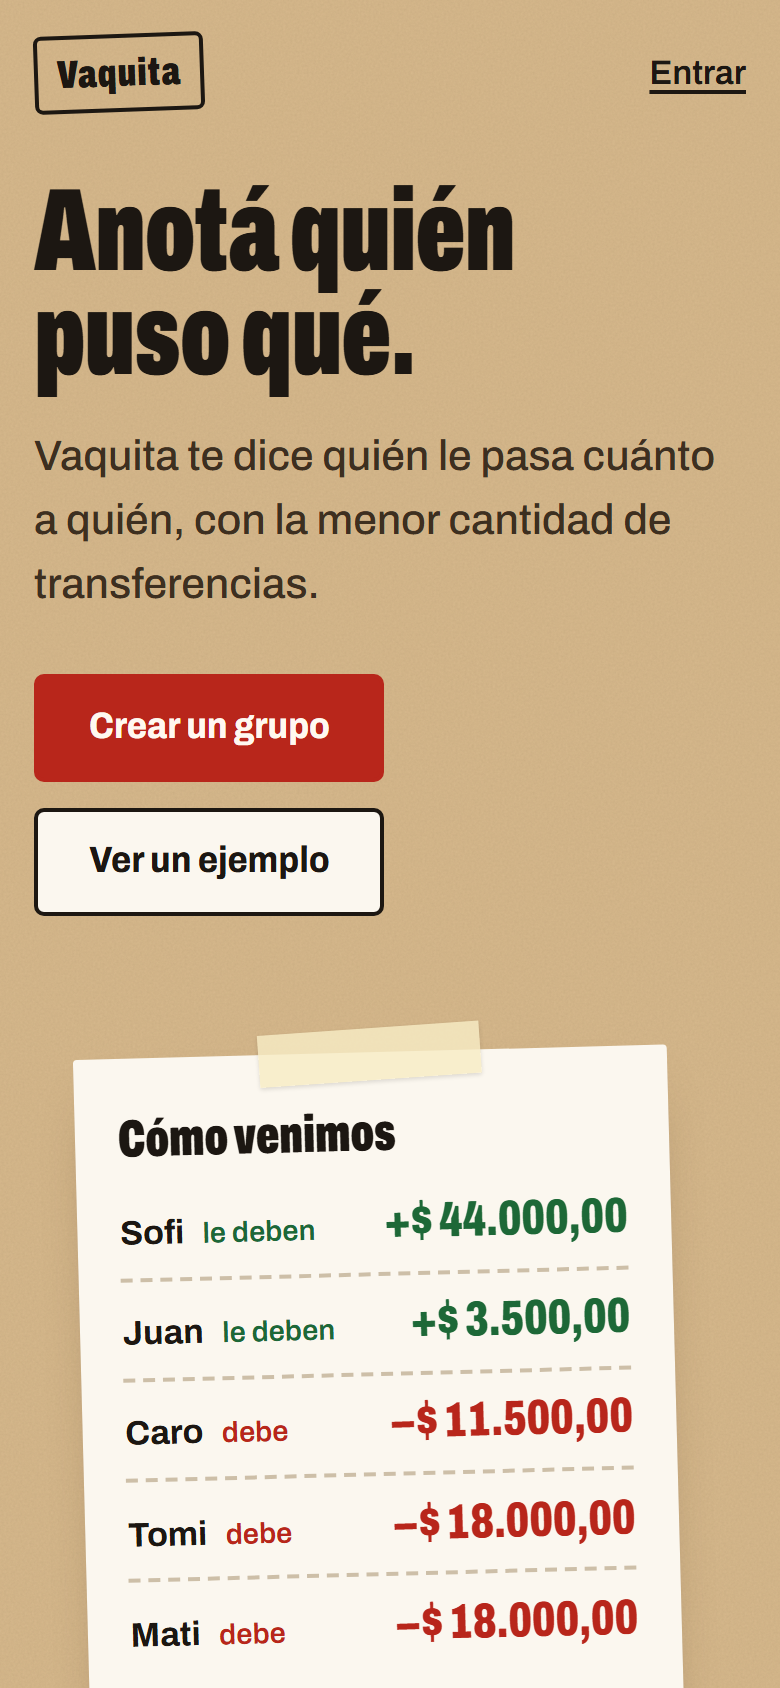 Vaquita
Entrar
Anotá quién
puso qué.
Vaquita te dice quién le pasa cuánto
a quién, con la menor cantidad de
transferencias.
Crear un grupo
Ver un ejemplo
Cómo venimos
Sofi le deben +$ 44.000,00
Juan le deben +$ 3.500,00
Caro debe –$ 11.500,00
Tomi debe –$ 18.000,00
Mati debe –$ 18.000,00